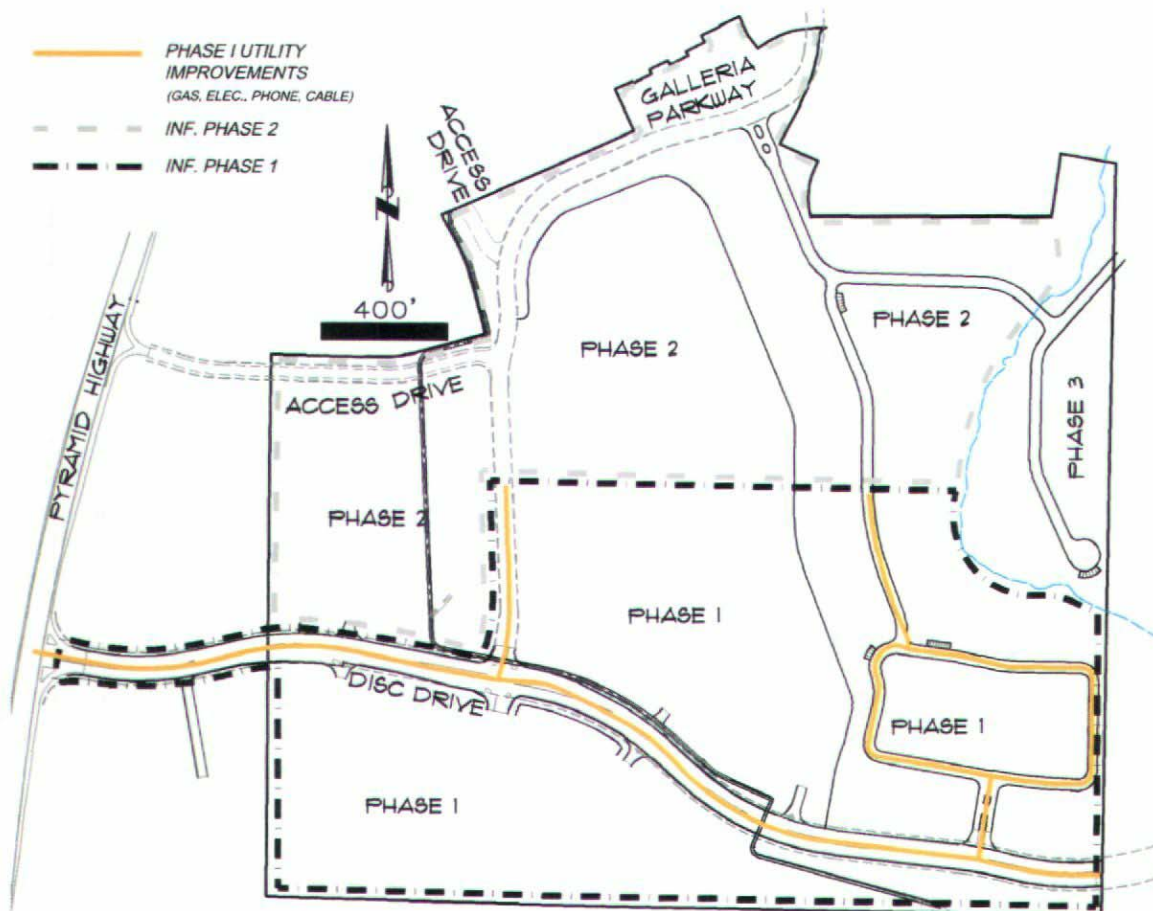 PHASE I UTILITY
IMPROVEMENTS
(GAS, ELEC., PHONE, CABLE)
INF. PHASE 2
INF. PHASE 1
N
400'
ACCESS
DRIVE
GALLERIA
PARKWAY
PYRAMID HIGHWAY
ACCESS DRIVE
PHASE 2
PHASE 2
PHASE 3
PHASE 2
PHASE 1
DISC DRIVE
PHASE 1
PHASE 1